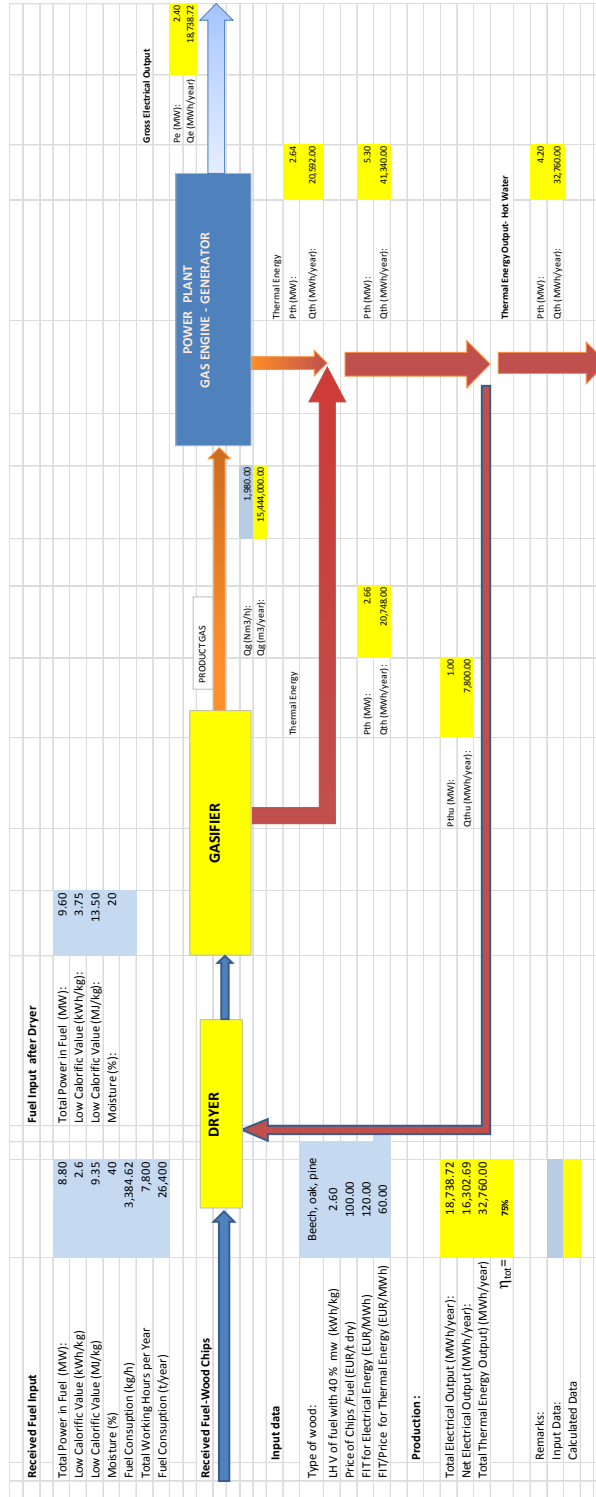 Received Fuel Input
Total Power in Fuel (MW): 8.80
Low Calorific Value (kWh/kg) 2.6
Low Calorific Value (MJ/kg) 9.35
Moisture (%) 40
Fuel Consuption (kg/h) 3,384.62
Total Working Hours per Year 7,800
Fuel Consuption (t/year) 26,400
Fuel Input after Dryer
Total Power in Fuel (MW): 9.60
Low Calorific Value (kWh/kg): 3.75
Low Calorific Value (MJ/kg): 13.50
Moisture (%): 20
Received Fuel-Wood Chips
DRYER
GASIFIER
PRODUCT GAS
Qg (Nm3/h): 1,980.00
Qg (m3/year): 15,444,000.00
POWER PLANT
GAS ENGINE - GENERATOR
Gross Electrical Output
Pe (MW): 2.40
Qe (MWh/year) 18,738.72
Input data
Type of wood: Beech, oak, pine
LHV of fuel with 40 % mw (kWh/kg) 2.60
Price of Chips /Fuel (EUR/t dry) 100.00
FIT for Electrical Energy (EUR/MWh) 120.00
FIT/Price for Thermal Energy (EUR/MWh) 60.00
Thermal Energy
Pth (MW): 2.66
Qth (MWh/year): 20,748.00
Thermal Energy
Pth (MW): 2.64
Qth (MWh/year): 20,592.00
Pth (MW): 5.30
Qth (MWh/year): 41,340.00
Production :
Total Electrical Output (MWh/year): 18,738.72
Net Electrical Output (MWh/year): 16,302.69
Total Thermal Energy Output) (MWh/year) 32,760.00
ηtot= 75%
Pthu (MW): 1.00
Qthu (MWh/year): 7,800.00
Thermal Energy Output- Hot Water
Pth (MW): 4.20
Qth (MWh/year): 32,760.00
Remarks:
Input Data:
Calculated Data